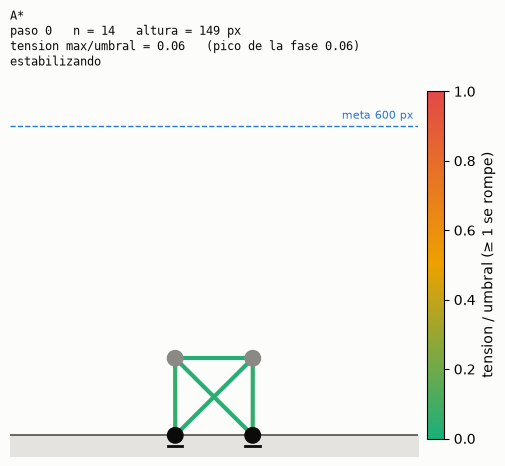 A*
paso 0   n = 14   altura = 149 px
tension max/umbral = 0.06   (pico de la fase 0.06)
estabilizando
meta 600 px
1.0
0.8
0.6
0.4
0.2
0.0
tension / umbral (≥ 1 se rompe)